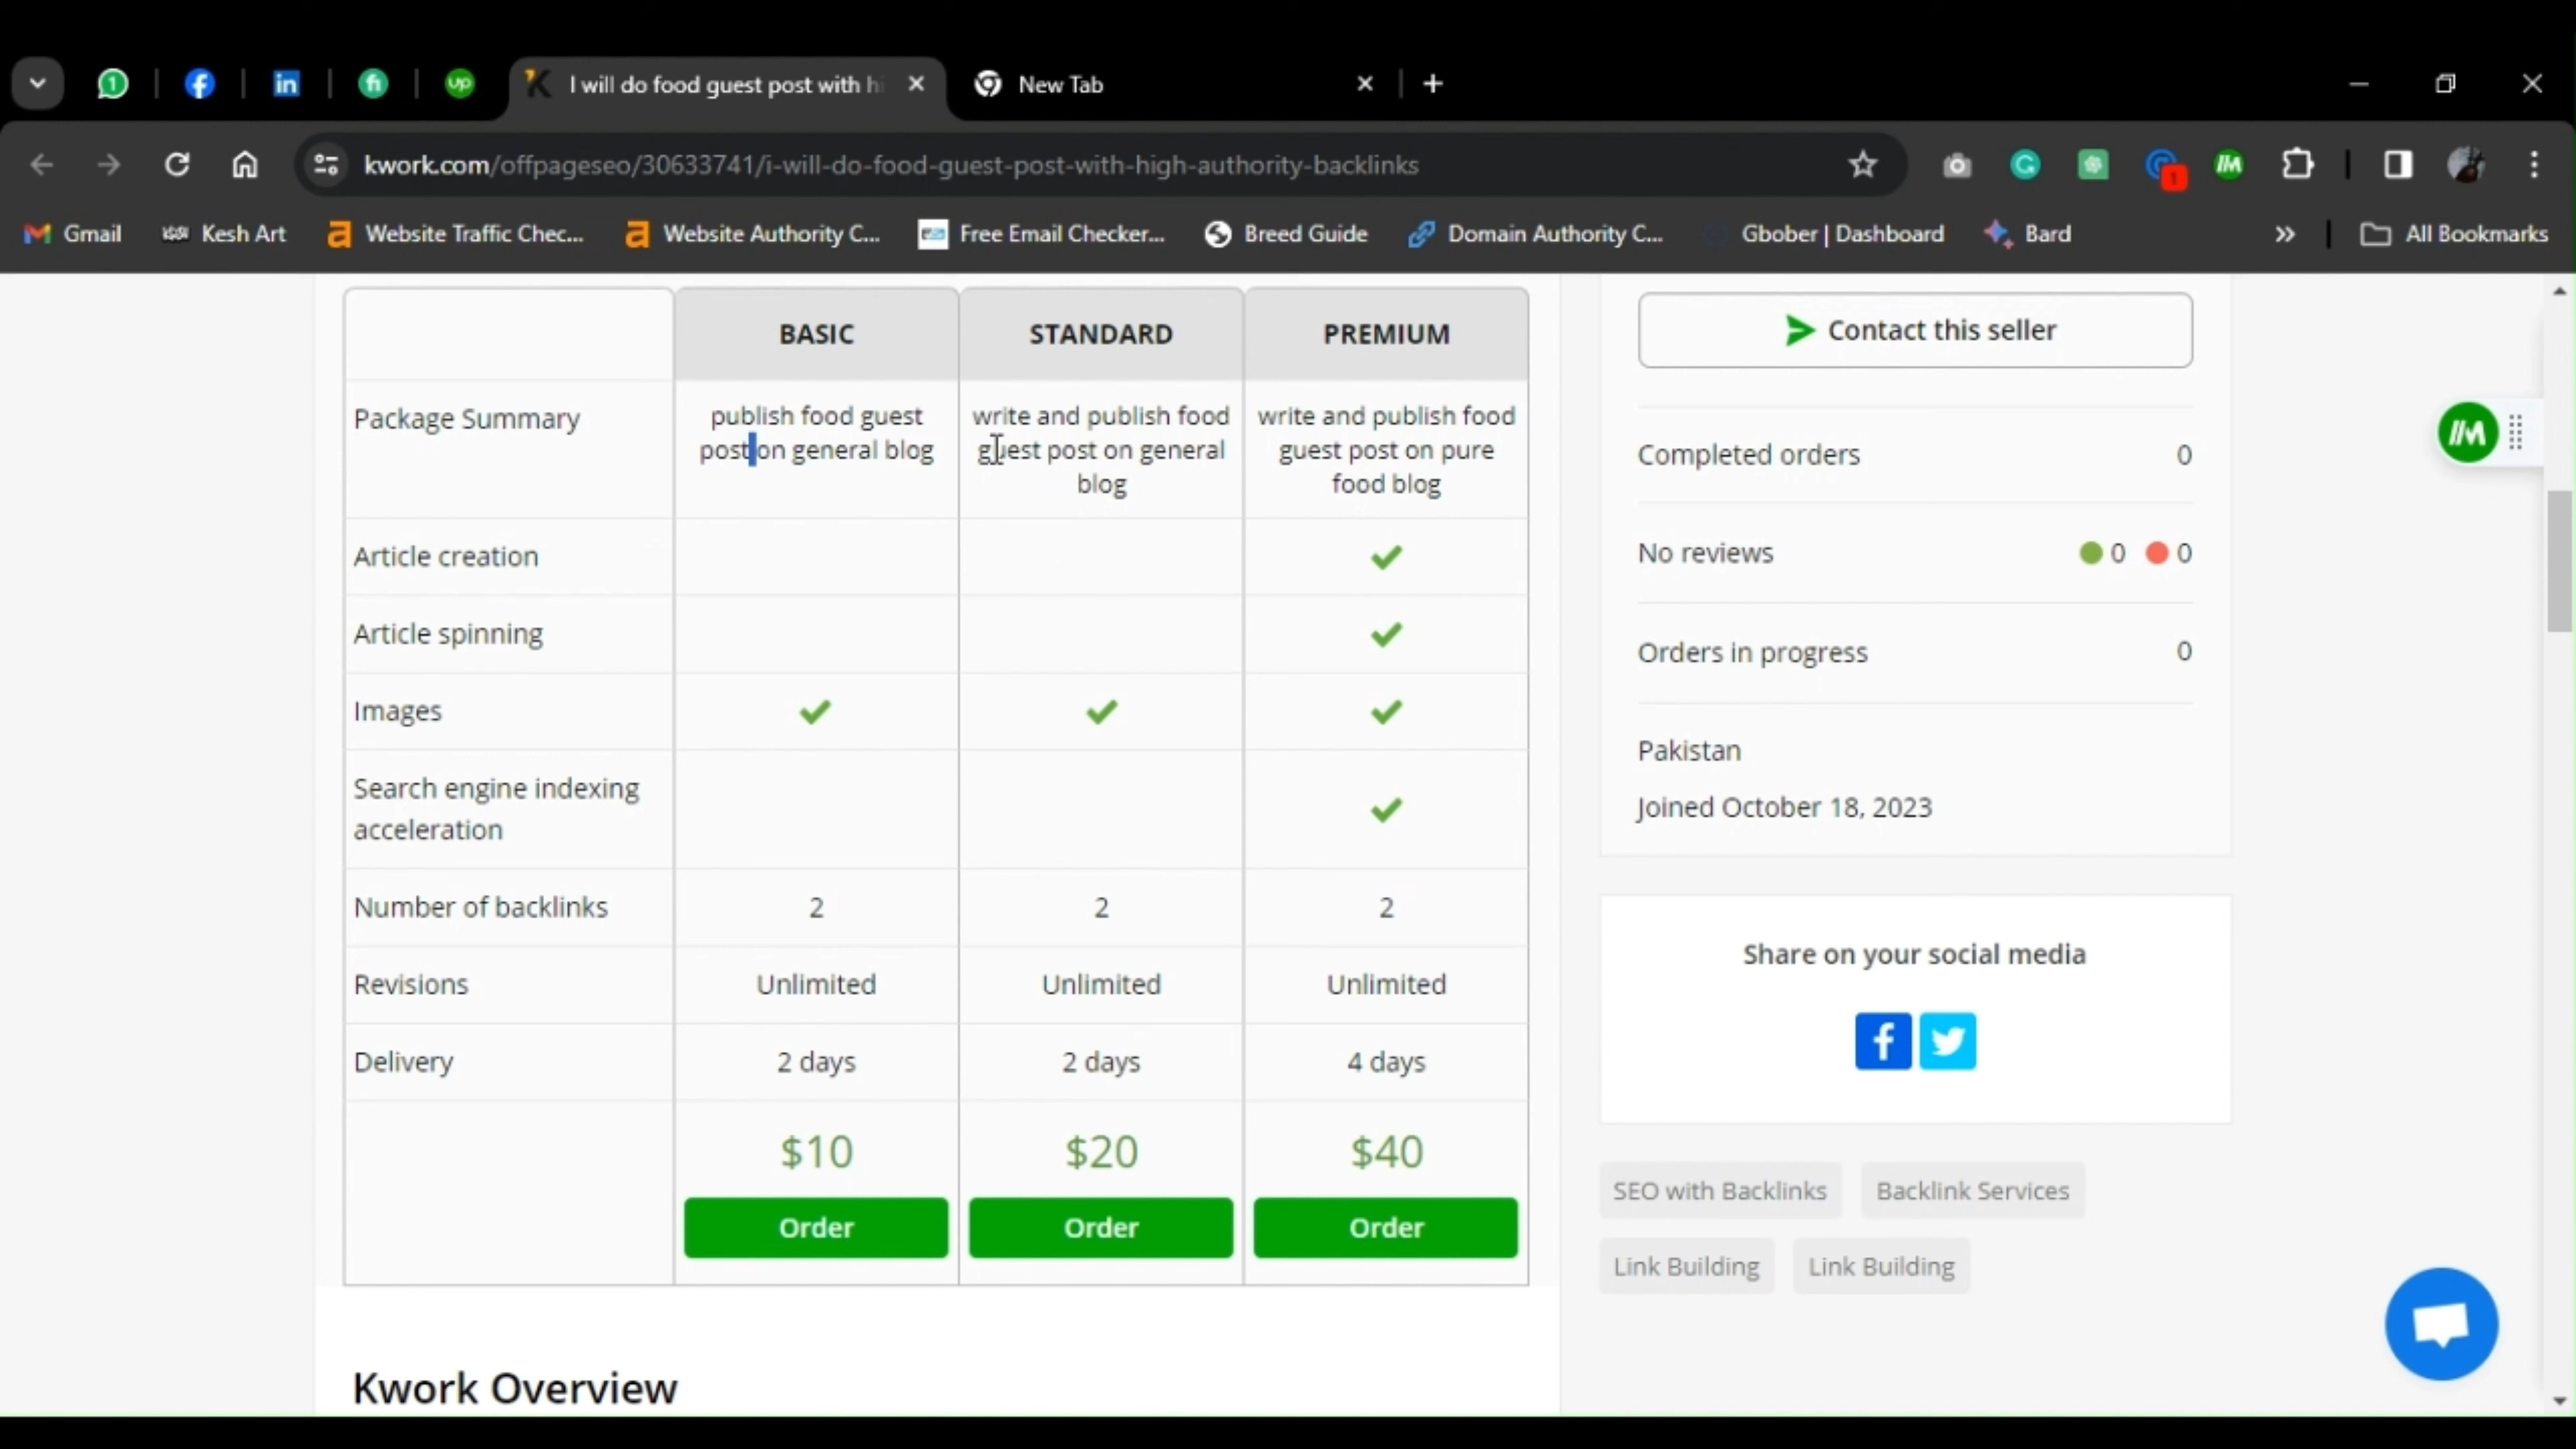 1
in
fi
up
I will do food guest post with hi
New Tab
kwork.com/offpageseo/30633741/i-will-do-food-guest-post-with-high-authority-backlinks
1
Gmail
Kesh Art
Website Traffic Chec...
Website Authority C...
Free Email Checker...
Breed Guide
Domain Authority C...
Gbober | Dashboard
Bard
All Bookmarks
BASIC
STANDARD
PREMIUM
Package Summary
publish food guest
post on general blog
write and publish food
guest post on general
blog
write and publish food
guest post on pure
food blog
Article creation
Article spinning
Images
Search engine indexing
acceleration
Number of backlinks
2
2
2
Revisions
Unlimited
Unlimited
Unlimited
Delivery
2 days
2 days
4 days
$10
$20
$40
Order
Order
Order
Kwork Overview
Contact this seller
Completed orders
0
No reviews
0
0
Orders in progress
0
Pakistan
Joined October 18, 2023
Share on your social media
SEO with Backlinks
Backlink Services
Link Building
Link Building